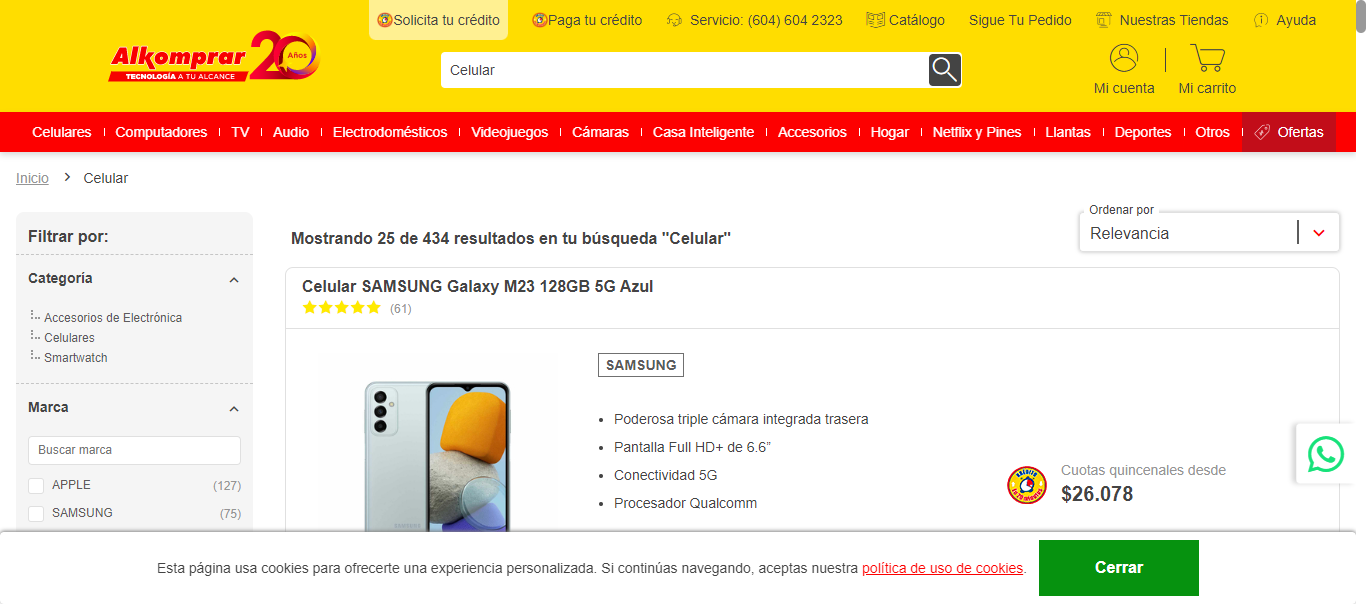 Solicita tu crédito
Paga tu crédito
Servicio: (604) 604 2323
Catálogo
Sigue Tu Pedido
Nuestras Tiendas
Ayuda
Alkomprar 20 Años
TECNOLOGÍA A TU ALCANCE
Celular
Mi cuenta
Mi carrito
Celulares
Computadores
TV
Audio
Electrodomésticos
Videojuegos
Cámaras
Casa Inteligente
Accesorios
Hogar
Netflix y Pines
Llantas
Deportes
Otros
Ofertas
Inicio > Celular
Filtrar por:
Categoría
Accesorios de Electrónica
Celulares
Smartwatch
Marca
Buscar marca
APPLE (127)
SAMSUNG (75)
Mostrando 25 de 434 resultados en tu búsqueda "Celular"
Ordenar por
Relevancia
Celular SAMSUNG Galaxy M23 128GB 5G Azul
(61)
SAMSUNG
• Poderosa triple cámara integrada trasera
• Pantalla Full HD+ de 6.6”
• Conectividad 5G
• Procesador Qualcomm
Cuotas quincenales desde
$26.078
Esta página usa cookies para ofrecerte una experiencia personalizada. Si continúas navegando, aceptas nuestra política de uso de cookies.
Cerrar